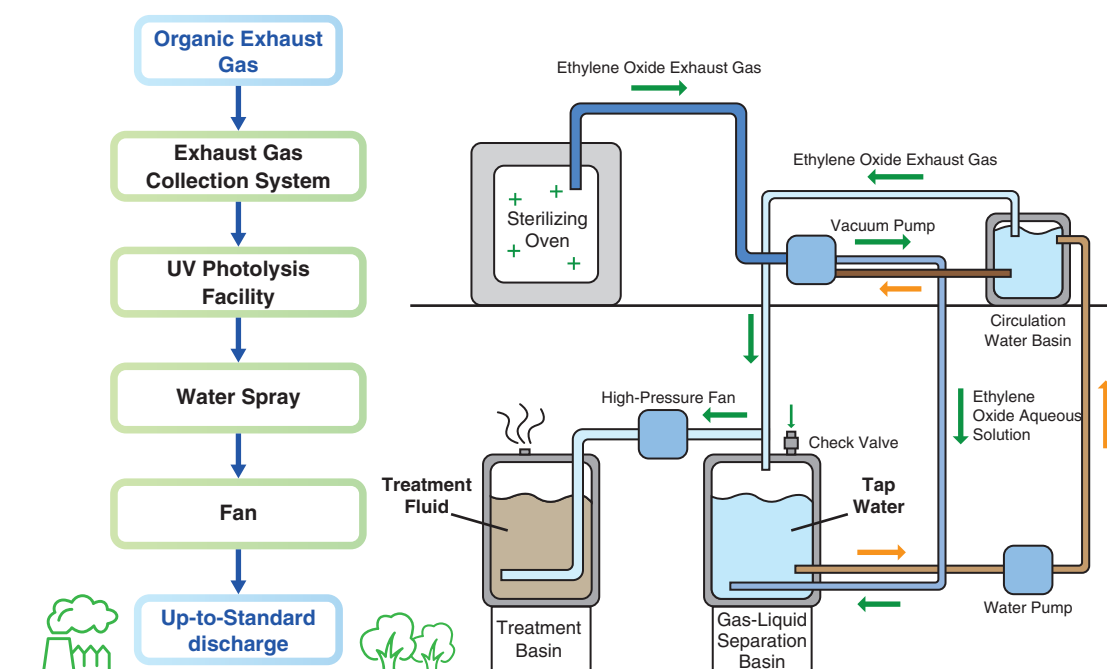 Organic Exhaust
Gas
Exhaust Gas
Collection System
UV Photolysis
Facility
Water Spray
Fan
Up-to-Standard
discharge
Ethylene Oxide Exhaust Gas
Sterilizing
Oven
Ethylene Oxide Exhaust Gas
Vacuum Pump
Circulation
Water Basin
High-Pressure Fan
Check Valve
Ethylene
Oxide Aqueous
Solution
Treatment
Fluid
Tap
Water
Water Pump
Treatment
Basin
Gas-Liquid
Separation
Basin